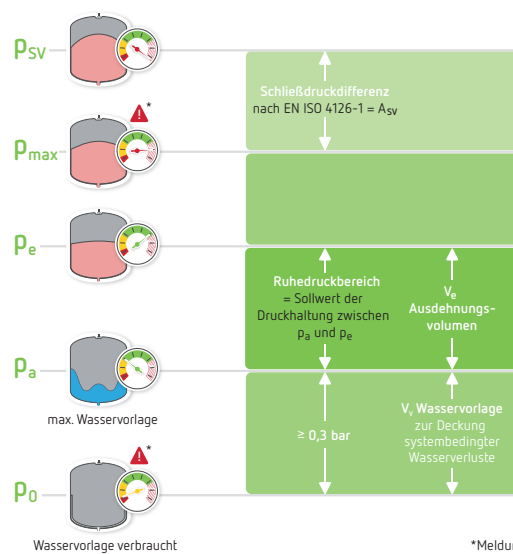 pSV
Schließdruckdifferenz
nach EN ISO 4126-1 = ASV
*
pmax
pe
Ruhedruckbereich
= Sollwert der
Druckhaltung zwischen
pa und pe
Ve
Ausdehnungs-
volumen
pa
max. Wasservorlage
≥ 0,3 bar
Vv Wasservorlage
zur Deckung
systembedingter
Wasserverluste
*
p0
Wasservorlage verbraucht